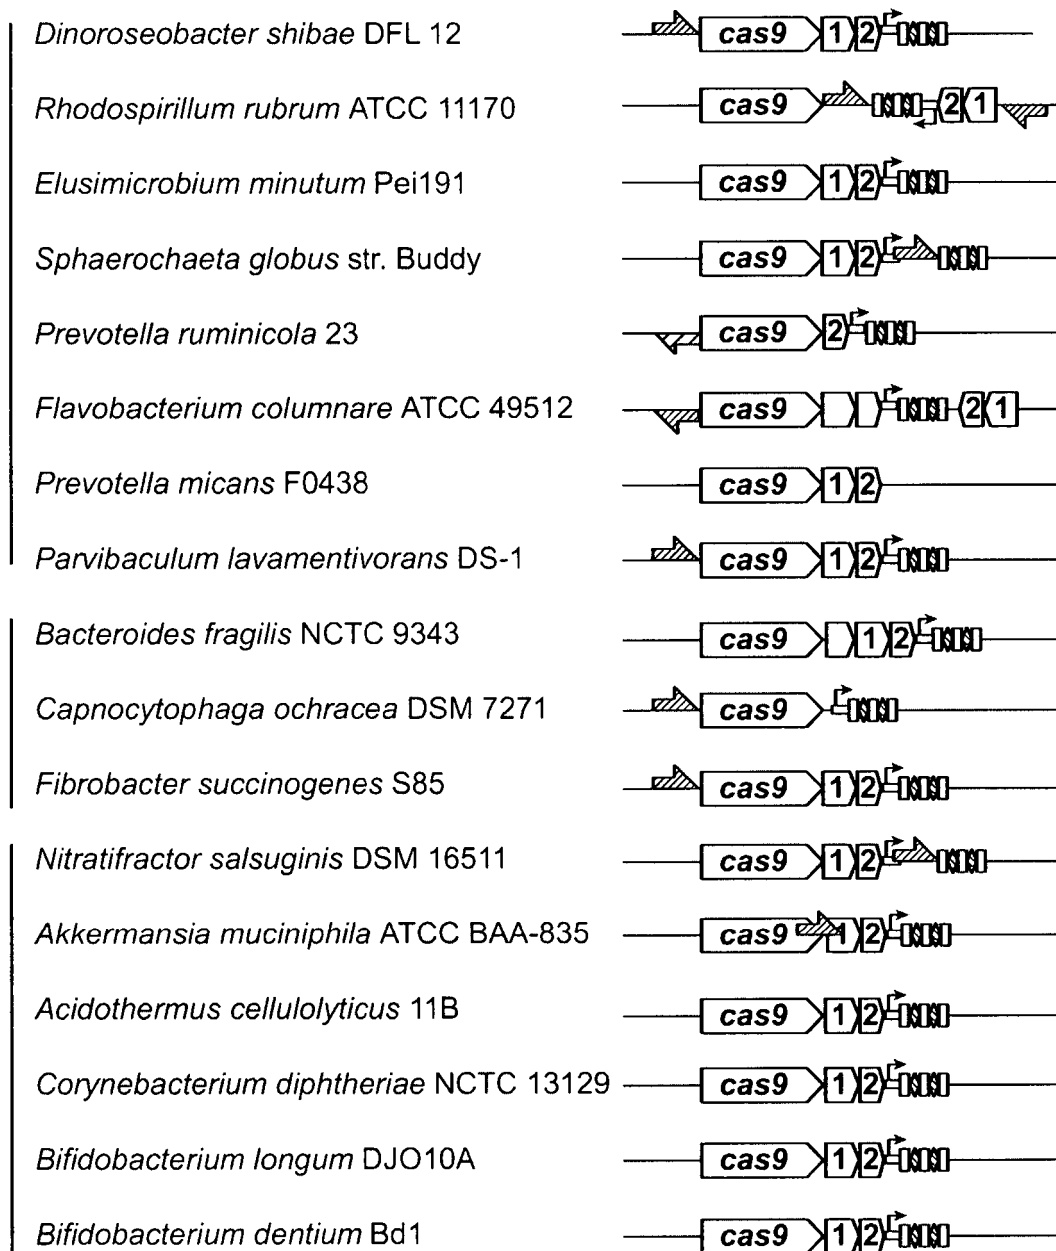 Dinoroseobacter shibae DFL 12 cas9 1 2
Rhodospirillum rubrum ATCC 11170 cas9 2 1
Elusimicrobium minutum Pei191 cas9 1 2
Sphaerochaeta globus str. Buddy cas9 1 2
Prevotella ruminicola 23 cas9 2
Flavobacterium columnare ATCC 49512 cas9 2 1
Prevotella micans F0438 cas9 1 2
Parvibaculum lavamentivorans DS-1 cas9 1 2
Bacteroides fragilis NCTC 9343 cas9 1 2
Capnocytophaga ochracea DSM 7271 cas9
Fibrobacter succinogenes S85 cas9 1 2
Nitratifractor salsuginis DSM 16511 cas9 1 2
Akkermansia muciniphila ATCC BAA-835 cas9 1 2
Acidothermus cellulolyticus 11B cas9 1 2
Corynebacterium diphtheriae NCTC 13129 cas9 1 2
Bifidobacterium longum DJO10A cas9 1 2
Bifidobacterium dentium Bd1 cas9 1 2